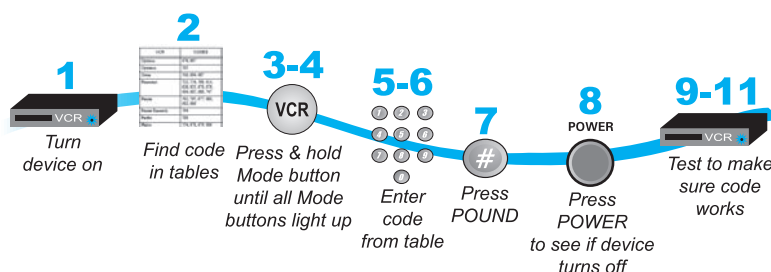 1
VCR
Turn
device on
2
VCR CODES
Find code
in tables
3-4
VCR
Press & hold
Mode button
until all Mode
buttons light up
5-6
1 2 3
4 5 6
7 8 9
0
Enter
code
from table
7
#
Press
POUND
8
POWER
Press
POWER
to see if device
turns off
9-11
VCR
Test to make
sure code
works